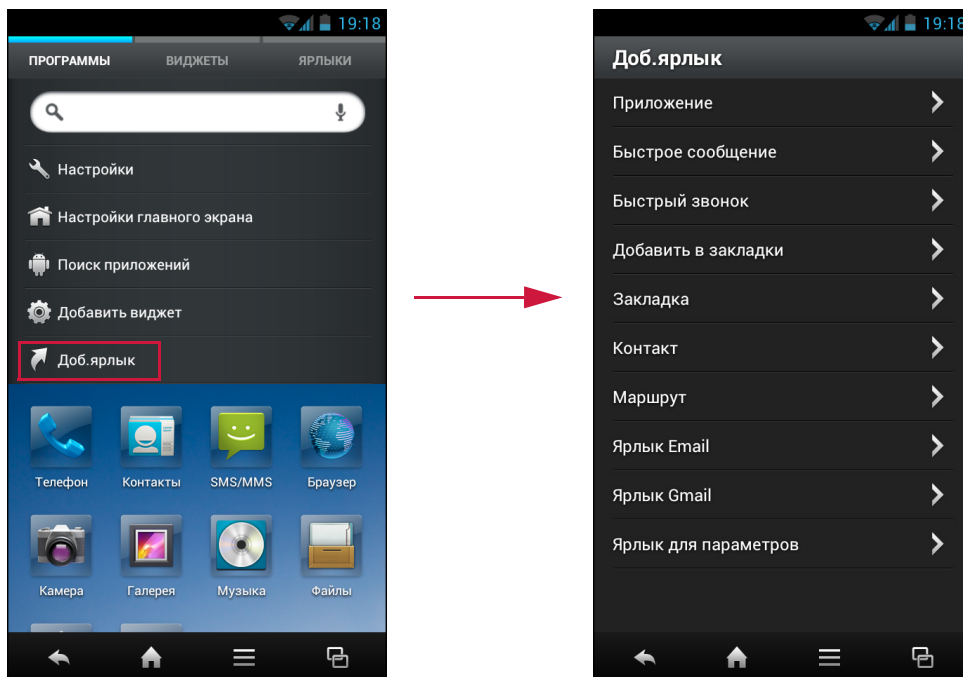 19:18
ПРОГРАММЫ ВИДЖЕТЫ ЯРЛЫКИ
Настройки
Настройки главного экрана
Поиск приложений
Добавить виджет
Доб.ярлык
Телефон Контакты SMS/MMS Браузер
Камера Галерея Музыка Файлы
19:18
Доб.ярлык
Приложение
Быстрое сообщение
Быстрый звонок
Добавить в закладки
Закладка
Контакт
Маршрут
Ярлык Email
Ярлык Gmail
Ярлык для параметров